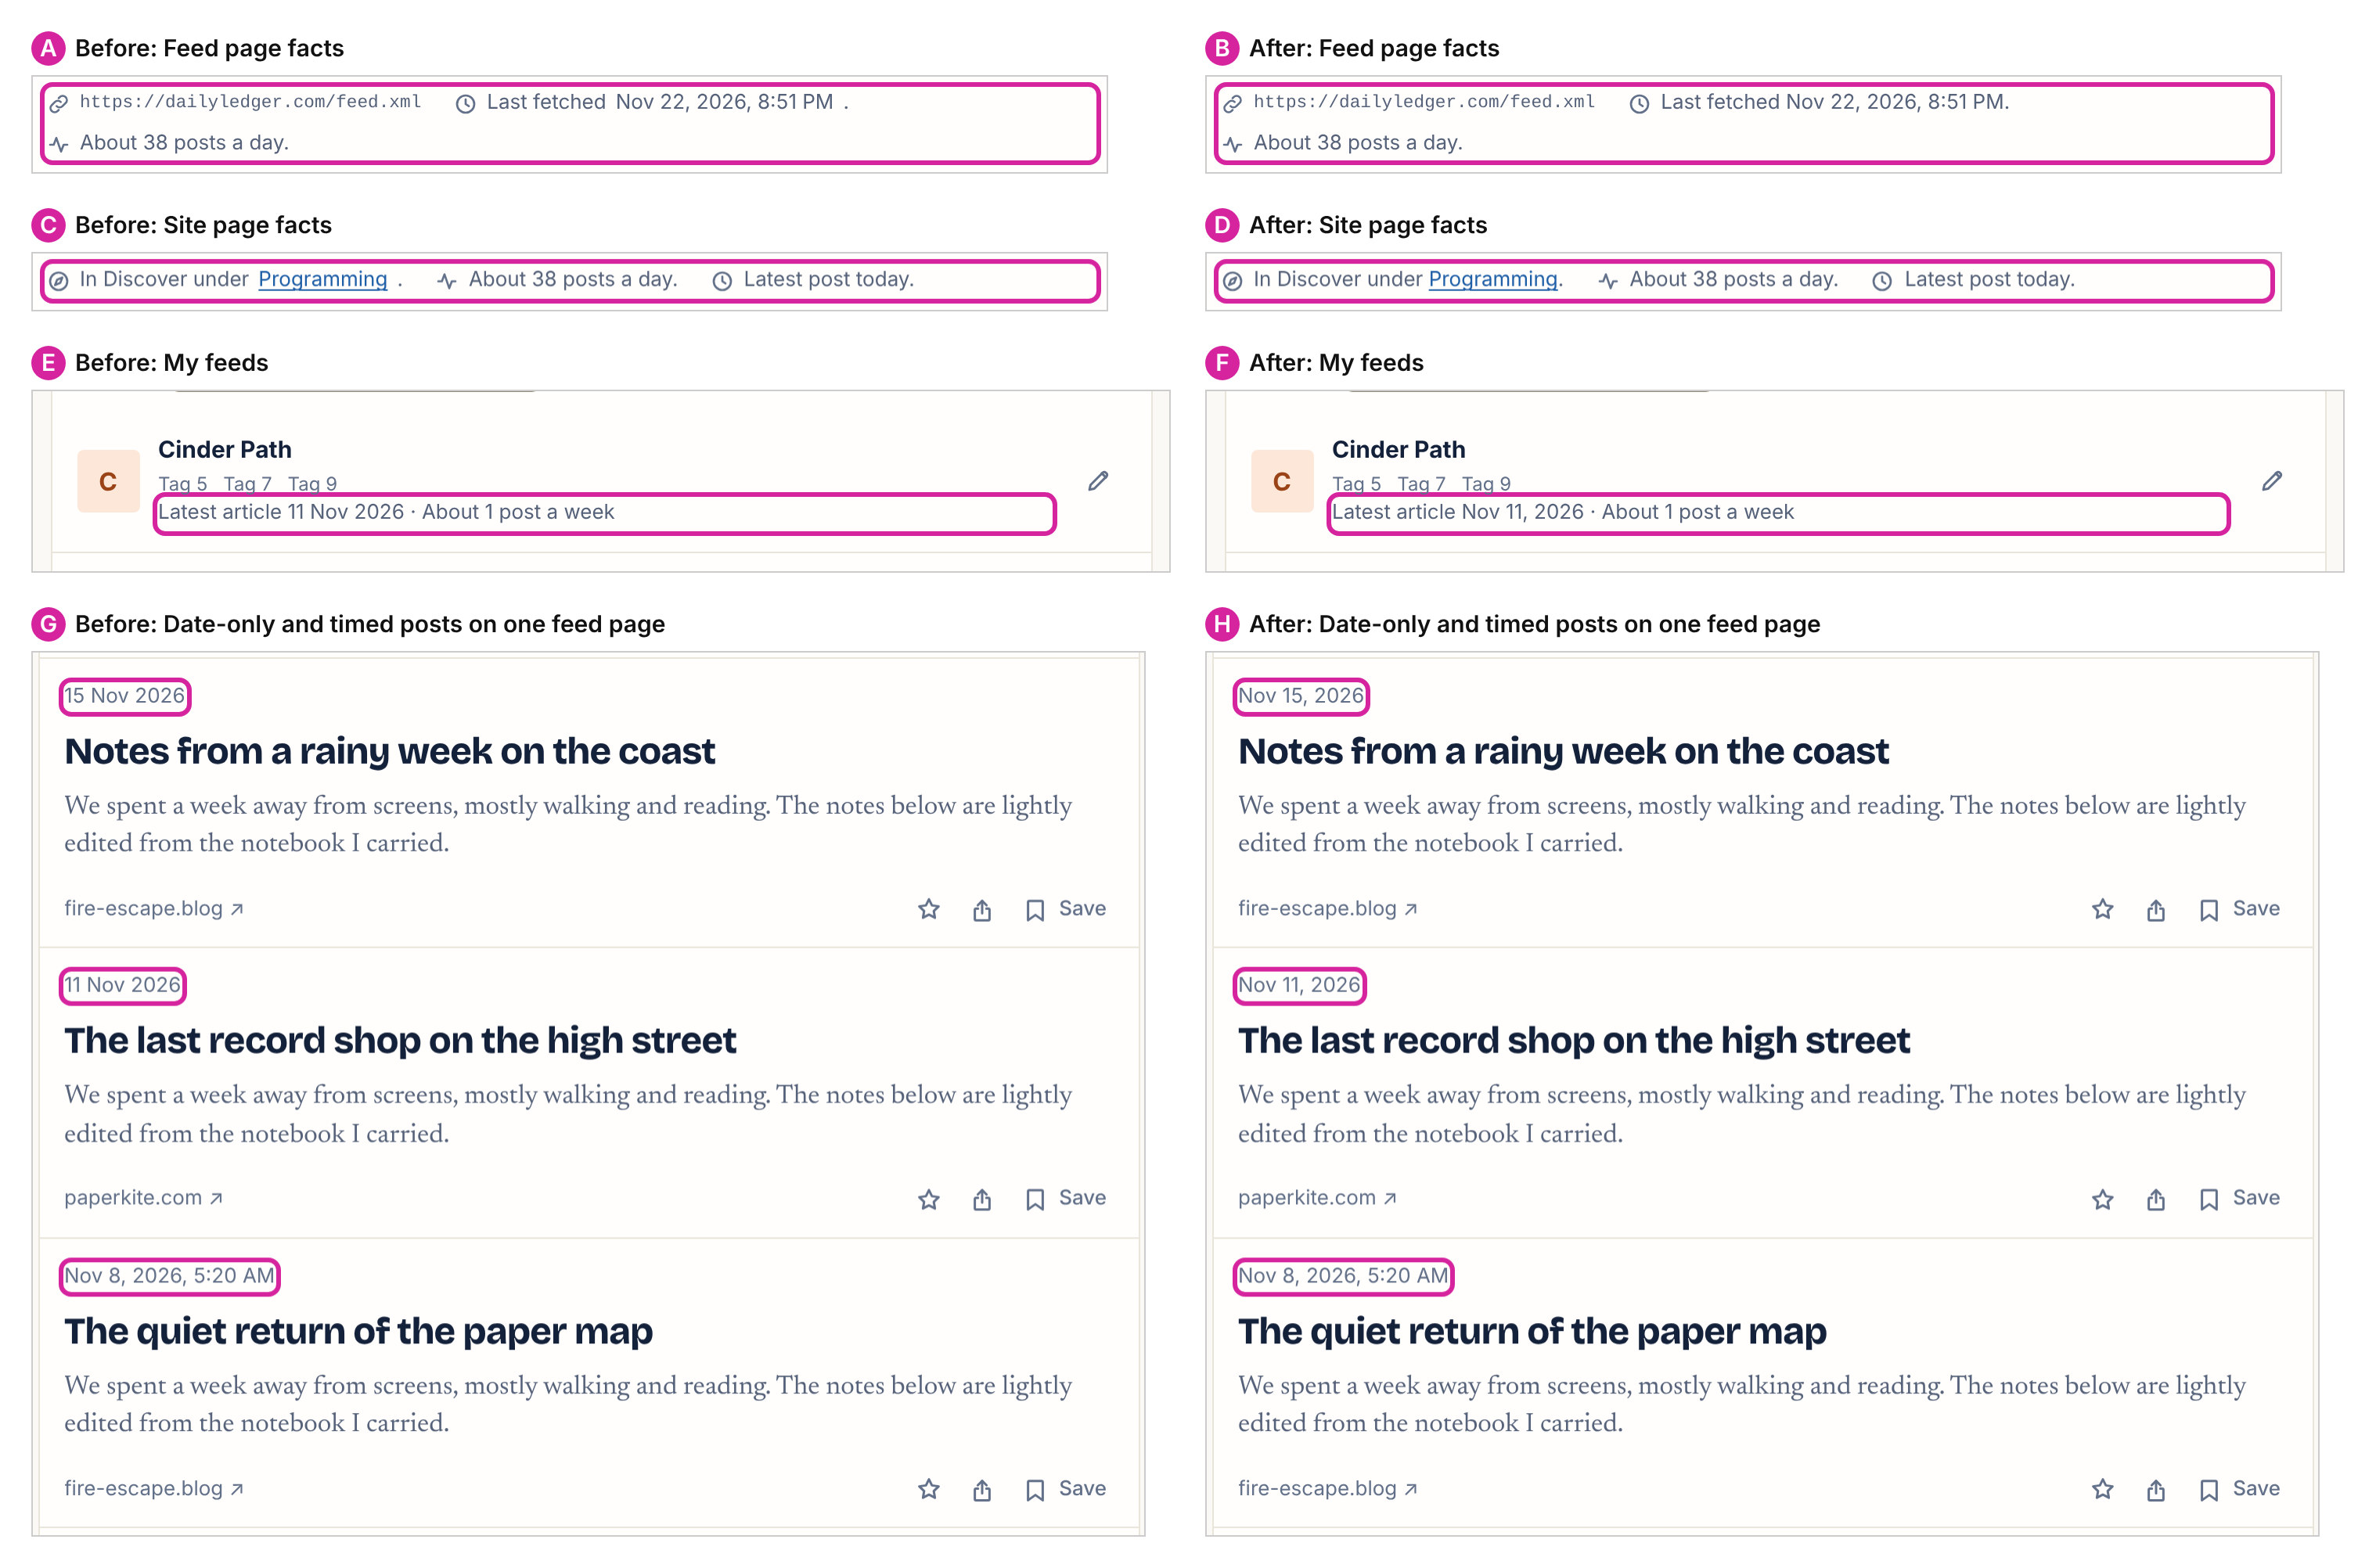 A Before: Feed page facts
https://dailyledger.com/feed.xml Last fetched Nov 22, 2026, 8:51 PM .
About 38 posts a day.
B After: Feed page facts
https://dailyledger.com/feed.xml Last fetched Nov 22, 2026, 8:51 PM.
About 38 posts a day.
C Before: Site page facts
In Discover under Programming . About 38 posts a day. Latest post today.
D After: Site page facts
In Discover under Programming. About 38 posts a day. Latest post today.
E Before: My feeds
C
Cinder Path
Tag 5 Tag 7 Tag 9
Latest article 11 Nov 2026 · About 1 post a week
F After: My feeds
C
Cinder Path
Tag 5 Tag 7 Tag 9
Latest article Nov 11, 2026 · About 1 post a week
G Before: Date-only and timed posts on one feed page
15 Nov 2026
Notes from a rainy week on the coast
We spent a week away from screens, mostly walking and reading. The notes below are lightly
edited from the notebook I carried.
fire-escape.blog ↗ Save
11 Nov 2026
The last record shop on the high street
We spent a week away from screens, mostly walking and reading. The notes below are lightly
edited from the notebook I carried.
paperkite.com ↗ Save
Nov 8, 2026, 5:20 AM
The quiet return of the paper map
We spent a week away from screens, mostly walking and reading. The notes below are lightly
edited from the notebook I carried.
fire-escape.blog ↗ Save
H After: Date-only and timed posts on one feed page
Nov 15, 2026
Notes from a rainy week on the coast
We spent a week away from screens, mostly walking and reading. The notes below are lightly
edited from the notebook I carried.
fire-escape.blog ↗ Save
Nov 11, 2026
The last record shop on the high street
We spent a week away from screens, mostly walking and reading. The notes below are lightly
edited from the notebook I carried.
paperkite.com ↗ Save
Nov 8, 2026, 5:20 AM
The quiet return of the paper map
We spent a week away from screens, mostly walking and reading. The notes below are lightly
edited from the notebook I carried.
fire-escape.blog ↗ Save